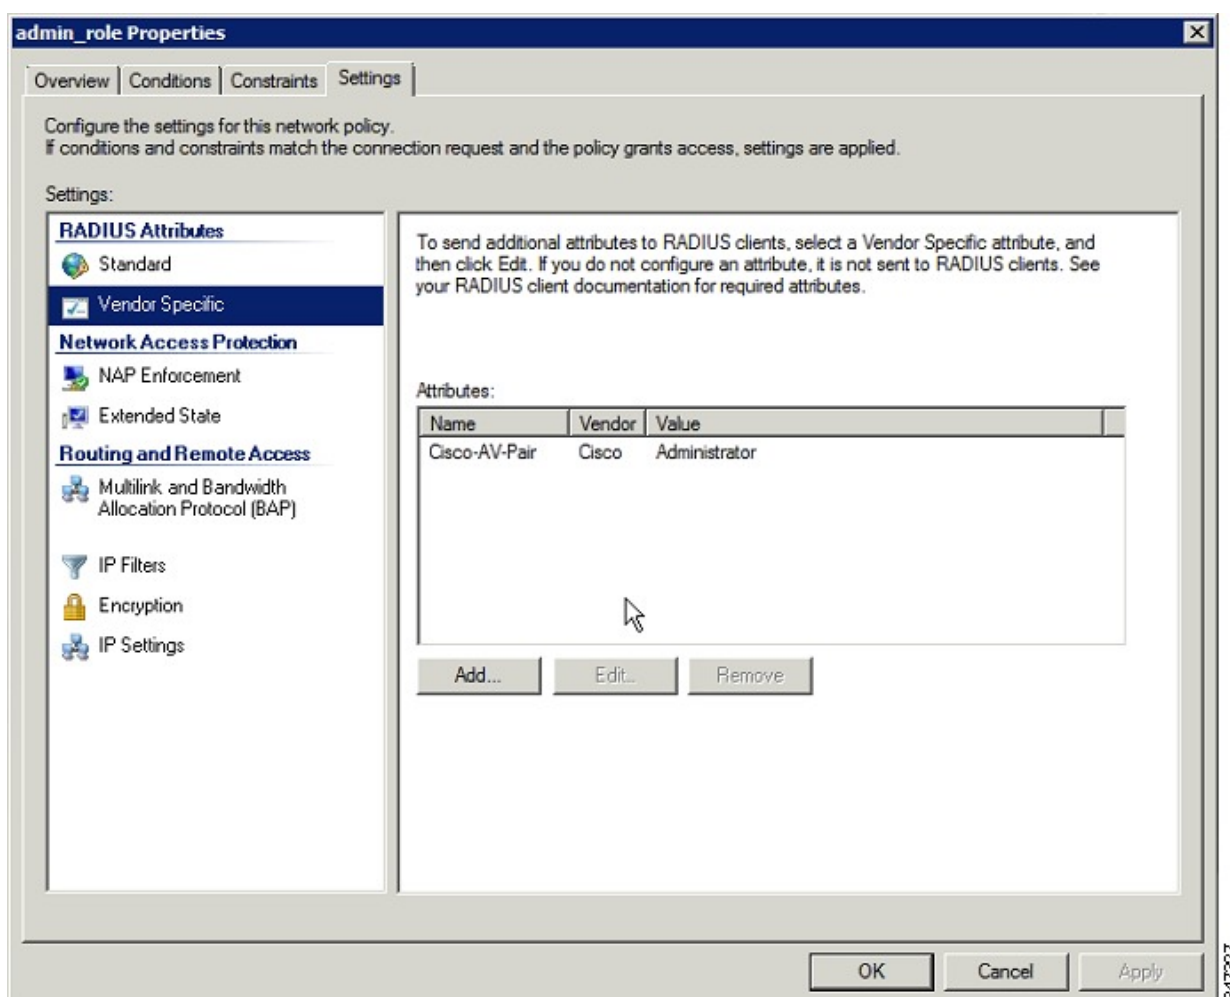 admin_role Properties
Overview
Conditions
Constraints
Settings
Configure the settings for this network policy.
If conditions and constraints match the connection request and the policy grants access, settings are applied.
Settings:
RADIUS Attributes
Standard
Vendor Specific
Network Access Protection
NAP Enforcement
Extended State
Routing and Remote Access
Multilink and Bandwidth
Allocation Protocol (BAP)
IP Filters
Encryption
IP Settings
To send additional attributes to RADIUS clients, select a Vendor Specific attribute, and
then click Edit. If you do not configure an attribute, it is not sent to RADIUS clients. See
your RADIUS client documentation for required attributes.
Attributes:
Name Vendor Value
Cisco-AV-Pair Cisco Administrator
Add... Edit... Remove
OK Cancel Apply